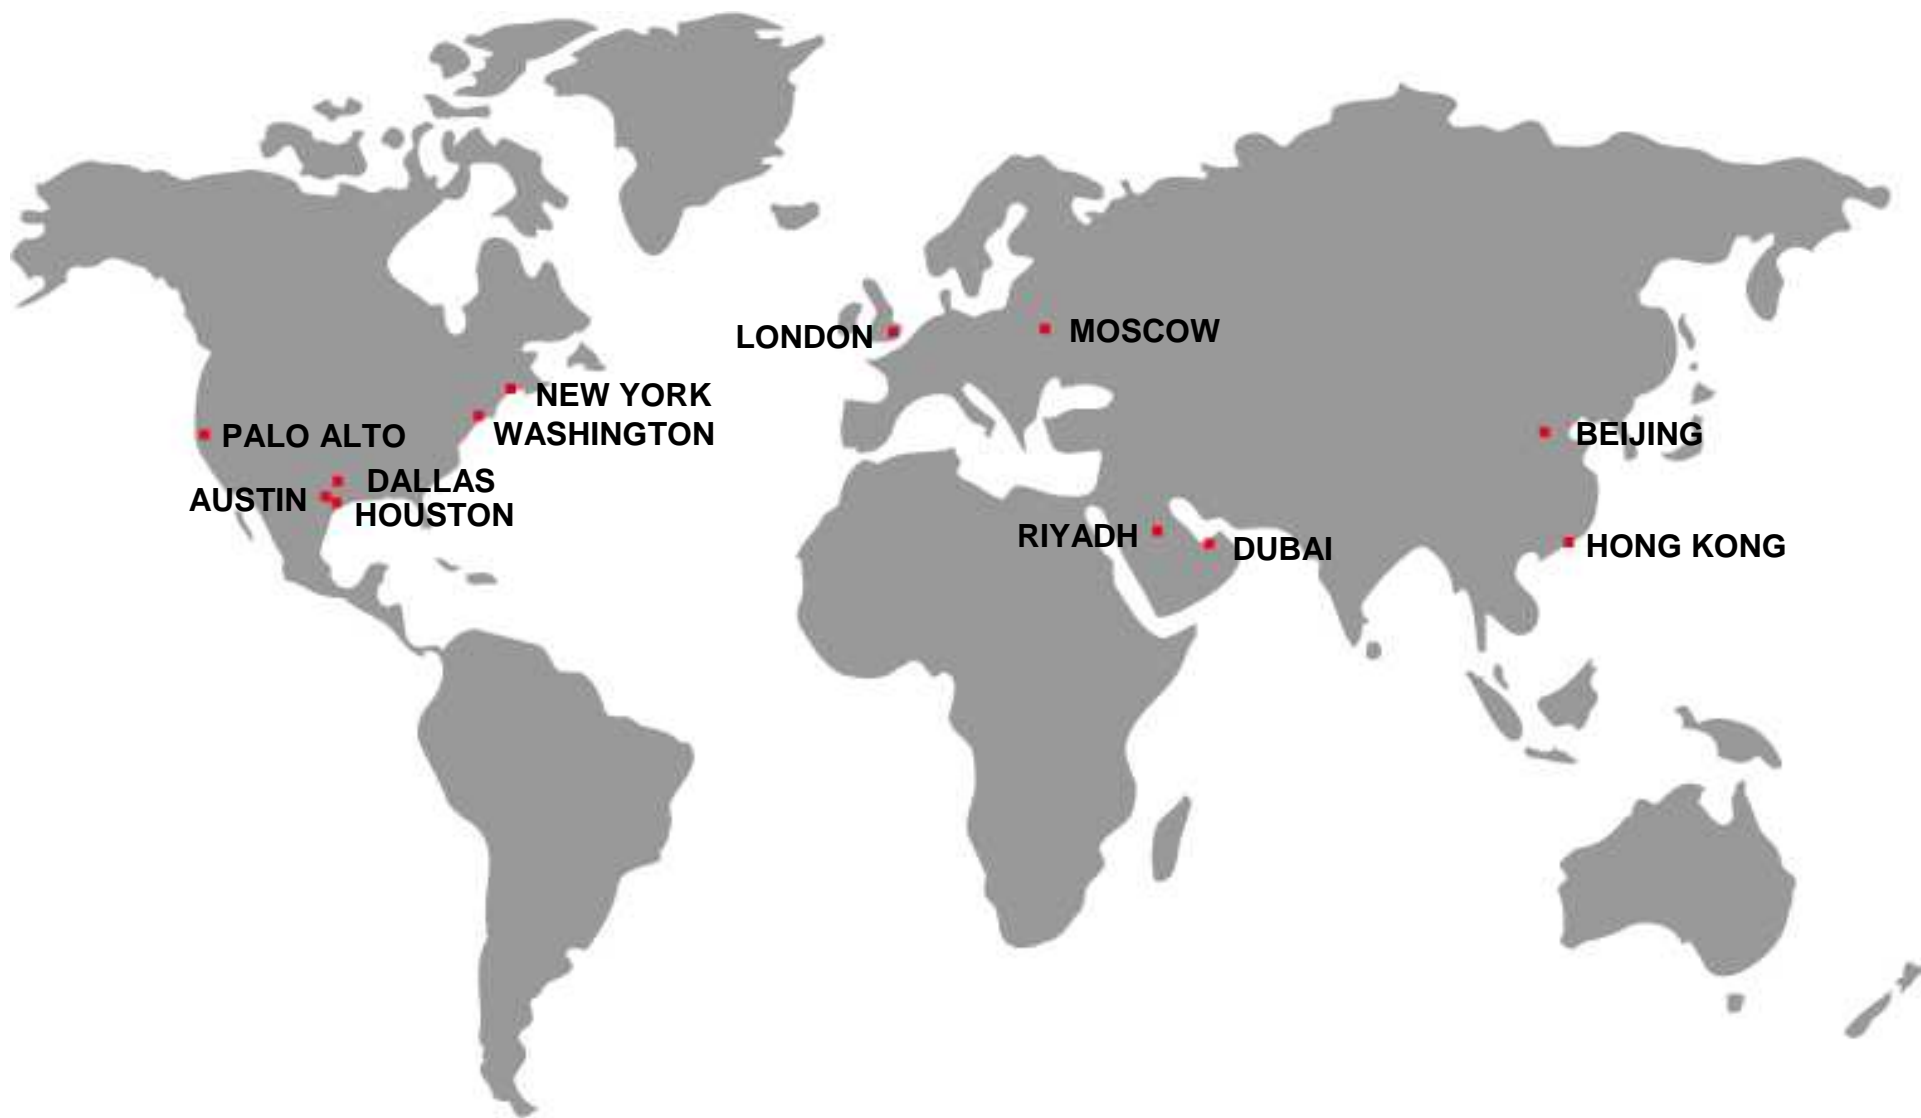 LONDON
MOSCOW
NEW YORK
WASHINGTON
PALO ALTO
BEIJING
DALLAS
AUSTIN
HOUSTON
RIYADH
DUBAI
HONG KONG